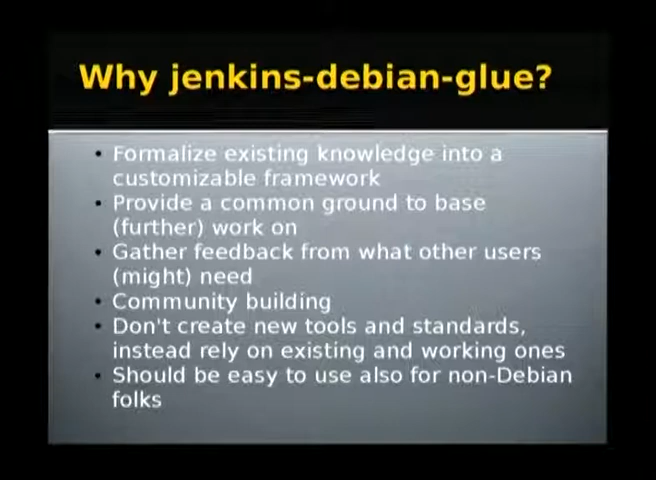 Why jenkins-debian-glue?
• Formalize existing knowledge into a
customizable framework
• Provide a common ground to base
(further) work on
• Gather feedback from what other users
(might) need
• Community building
• Don't create new tools and standards,
instead rely on existing and working ones
• Should be easy to use also for non-Debian
folks